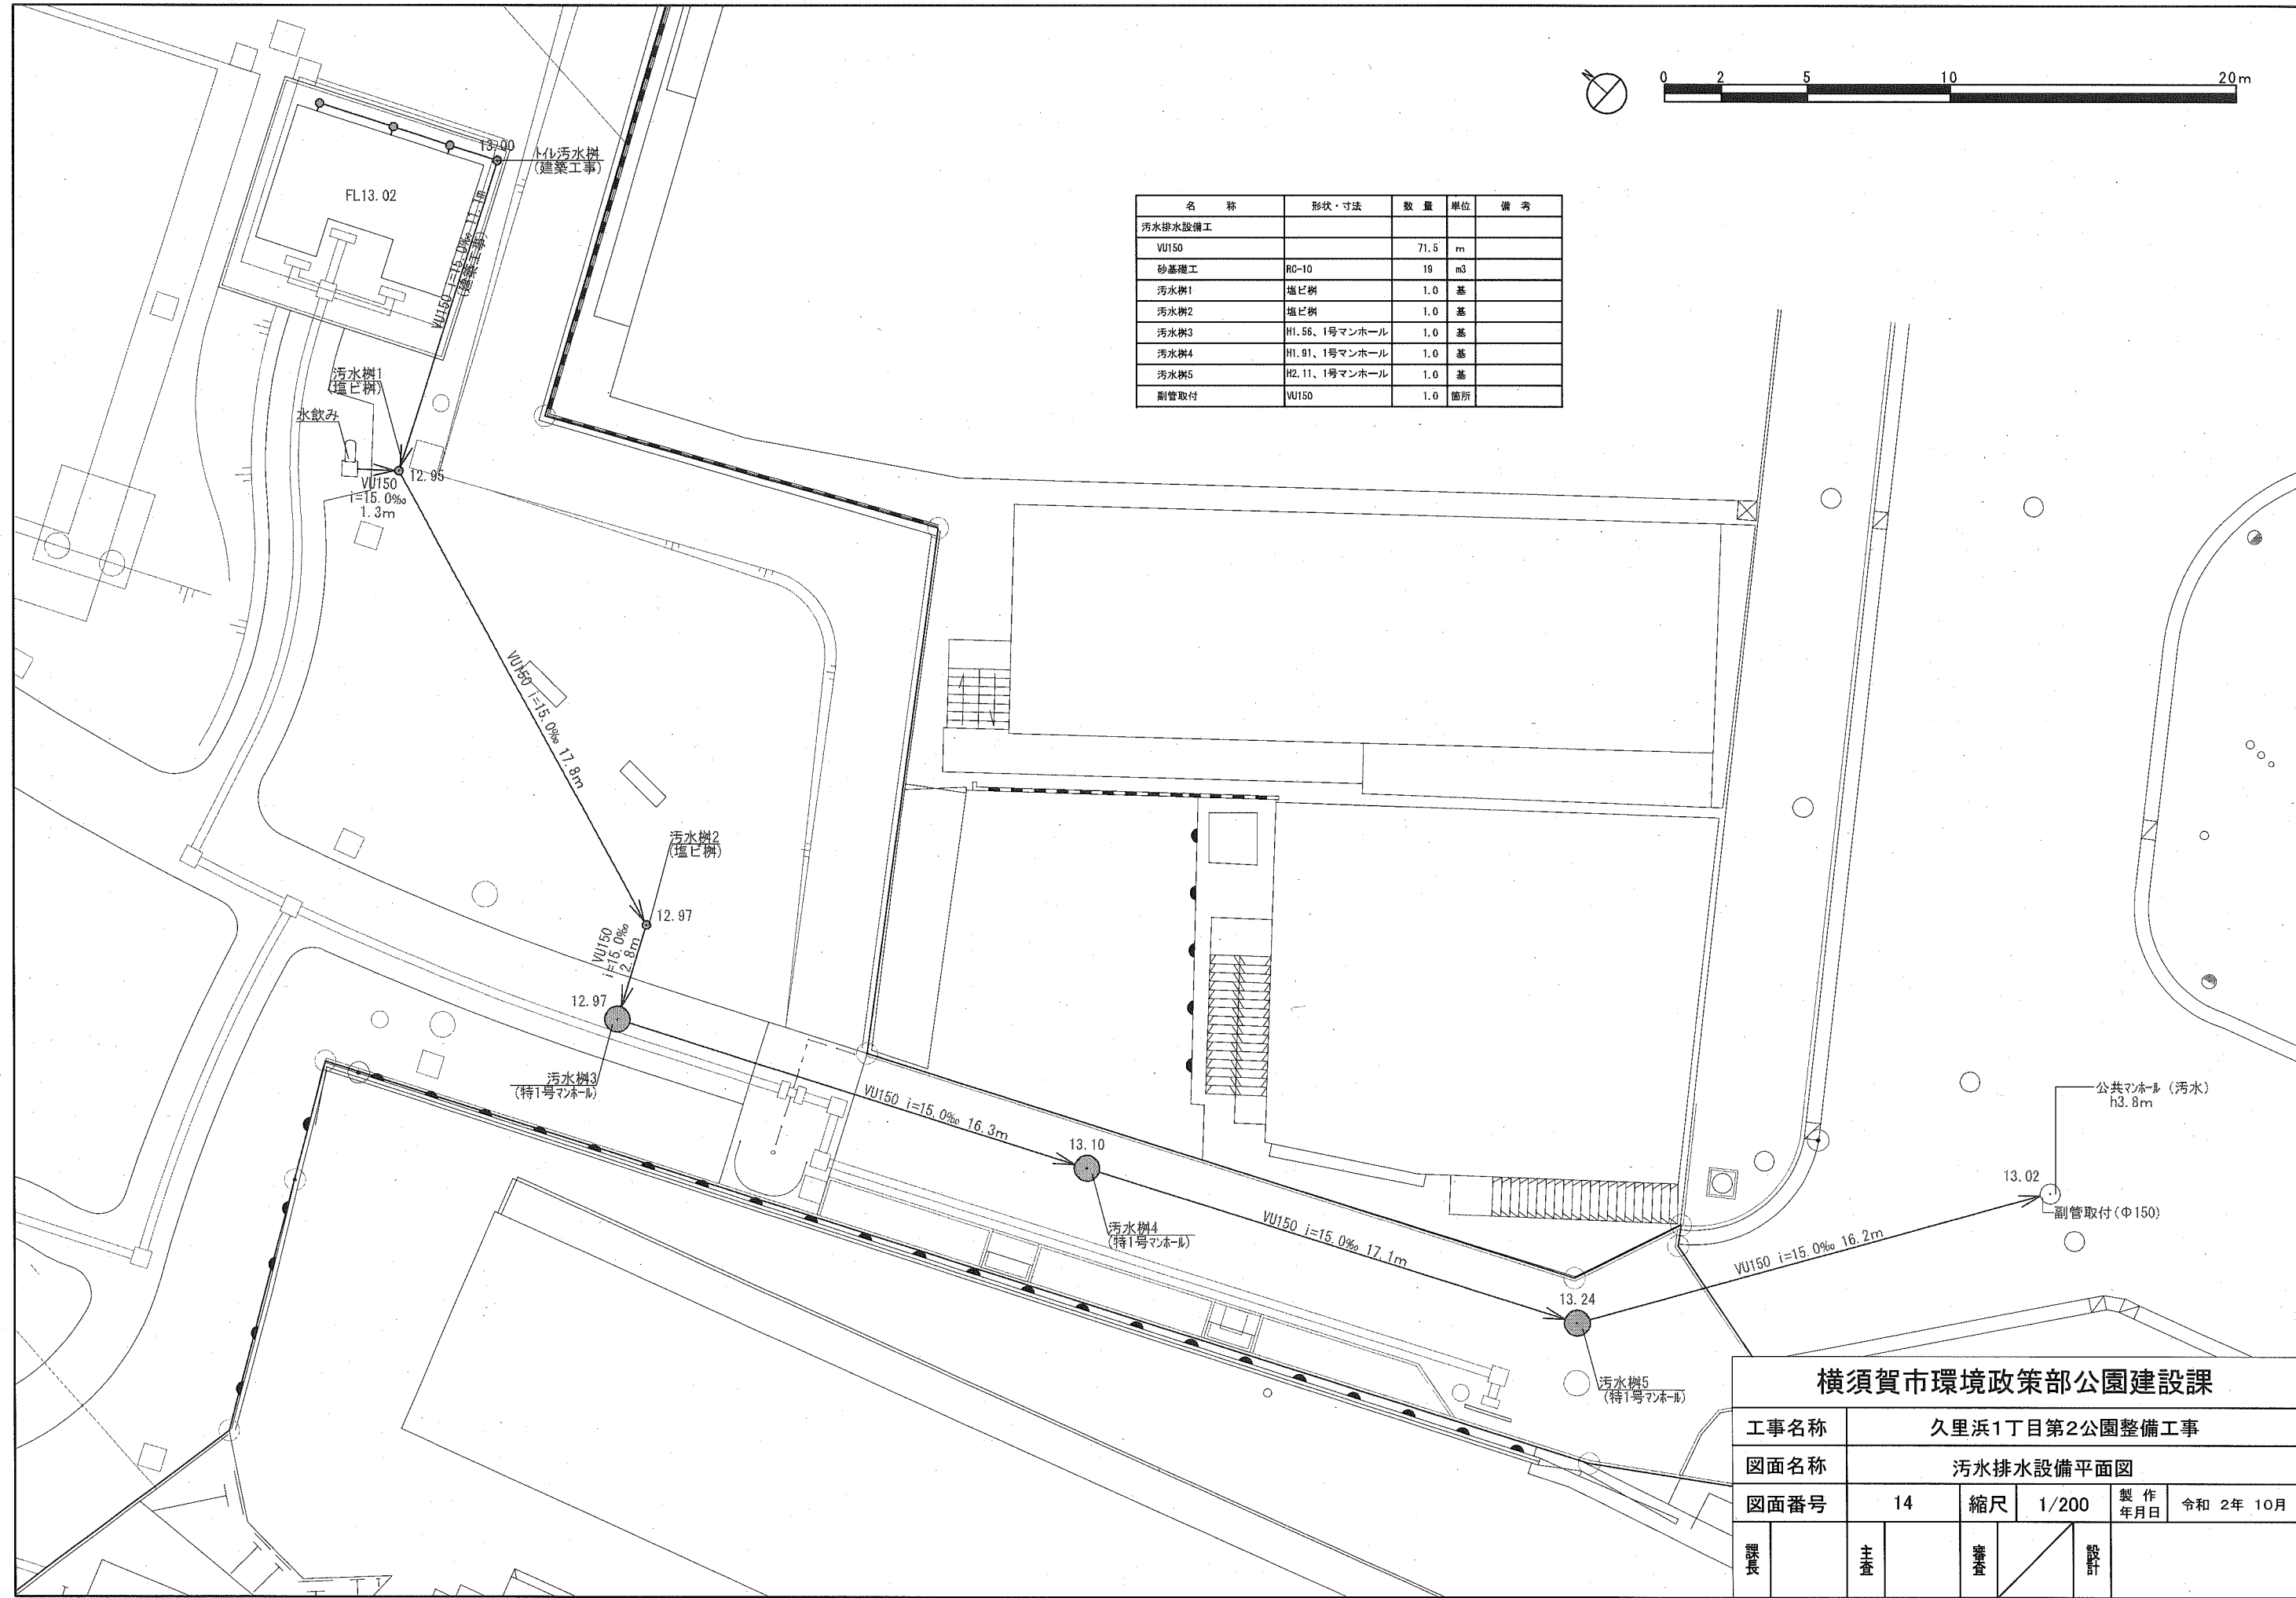 N
0 2 5 10 20m
名 称 形状・寸法 数 量 単位 備 考
汚水排水設備工
VU150 71.5 m
砂基礎工 RC-10 19 m3
汚水桝1 塩ビ桝 1.0 基
汚水桝2 塩ビ桝 1.0 基
汚水桝3 H1.56、1号マンホール 1.0 基
汚水桝4 H1.91、1号マンホール 1.0 基
汚水桝5 H2.11、1号マンホール 1.0 基
副管取付 VU150 1.0 箇所
13.00
トイレ汚水桝
(建築工事)
FL13.02
VU150 i=15.0‰ 11.1m
(建築工事)
汚水桝1
(塩ビ桝)
水飲み
12.95
VU150
i=15.0‰
1.3m
VU150 i=15.0‰ 17.8m
汚水桝2
(塩ビ桝)
12.97
VU150
i=15.0‰
2.8m
12.97
汚水桝3
(特1号マンホール)
VU150 i=15.0‰ 16.3m
13.10
汚水桝4
(特1号マンホール)
VU150 i=15.0‰ 17.1m
13.24
汚水桝5
(特1号マンホール)
VU150 i=15.0‰ 16.2m
13.02
公共マンホール (汚水)
h3.8m
副管取付(Φ150)
横須賀市環境政策部公園建設課
工事名称 久里浜1丁目第2公園整備工事
図面名称 汚水排水設備平面図
図面番号 14 縮尺 1/200 製作年月日 令和 2年 10月
課長 主査 審査 設計